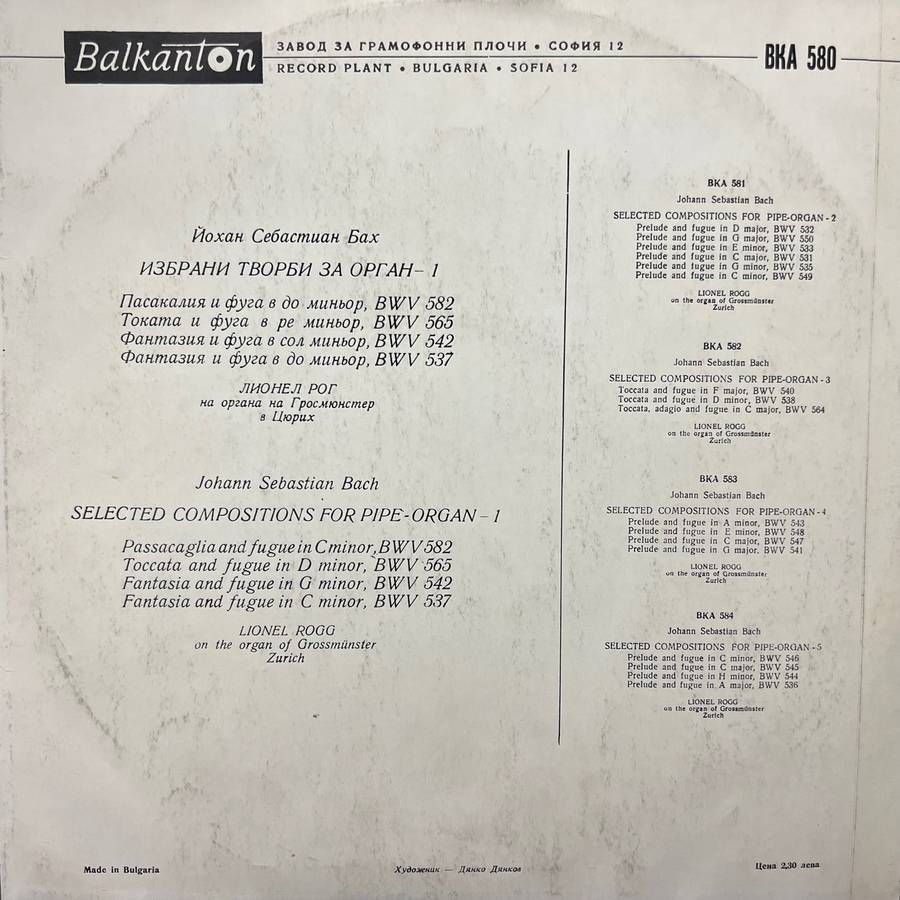 Balkanton
ЗАВОД ЗА ГРАМОФОННИ ПЛОЧИ • СОФИЯ 12
RECORD PLANT • BULGARIA • SOFIA 12
ВКА 580
Йохан Себастиан Бах
ИЗБРАНИ ТВОРБИ ЗА ОРГАН – 1
Пасакалия и фуга в до миньор, BWV 582
Токата и фуга в ре миньор, BWV 565
Фантазия и фуга в сол миньор, BWV 542
Фантазия и фуга в до миньор, BWV 537
ЛИОНЕЛ РОГ
на органа на Гросмюнстер
в Цюрих
Johann Sebastian Bach
SELECTED COMPOSITIONS FOR PIPE-ORGAN – 1
Passacaglia and fugue in C minor, BWV 582
Toccata and fugue in D minor, BWV 565
Fantasia and fugue in G minor, BWV 542
Fantasia and fugue in C minor, BWV 537
LIONEL ROGG
on the organ of Grossmünster
Zurich
ВКА 581
Johann Sebastian Bach
SELECTED COMPOSITIONS FOR PIPE-ORGAN - 2
Prelude and fugue in D major, BWV 532
Prelude and fugue in G major, BWV 550
Prelude and fugue in E minor, BWV 533
Prelude and fugue in C major, BWV 531
Prelude and fugue in G minor, BWV 535
Prelude and fugue in C minor, BWV 549
LIONEL ROGG
on the organ of Grossmünster
Zurich
ВКА 582
Johann Sebastian Bach
SELECTED COMPOSITIONS FOR PIPE-ORGAN - 3
Toccata and fugue in F major, BWV 540
Toccata and fugue in D minor, BWV 538
Toccata, adagio and fugue in C major, BWV 564
LIONEL ROGG
on the organ of Grossmünster
Zurich
ВКА 583
Johann Sebastian Bach
SELECTED COMPOSITIONS FOR PIPE-ORGAN - 4
Prelude and fugue in A minor, BWV 543
Prelude and fugue in E minor, BWV 548
Prelude and fugue in C major, BWV 547
Prelude and fugue in G major, BWV 541
LIONEL ROGG
on the organ of Grossmünster
Zurich
ВКА 584
Johann Sebastian Bach
SELECTED COMPOSITIONS FOR PIPE-ORGAN - 5
Prelude and fugue in C minor, BWV 546
Prelude and fugue in C major, BWV 545
Prelude and fugue in H minor, BWV 544
Prelude and fugue in A major, BWV 536
LIONEL ROGG
on the organ of Grossmünster
Zurich
Made in Bulgaria
Художник — Дянко Дянков
Цена 2,30 лева